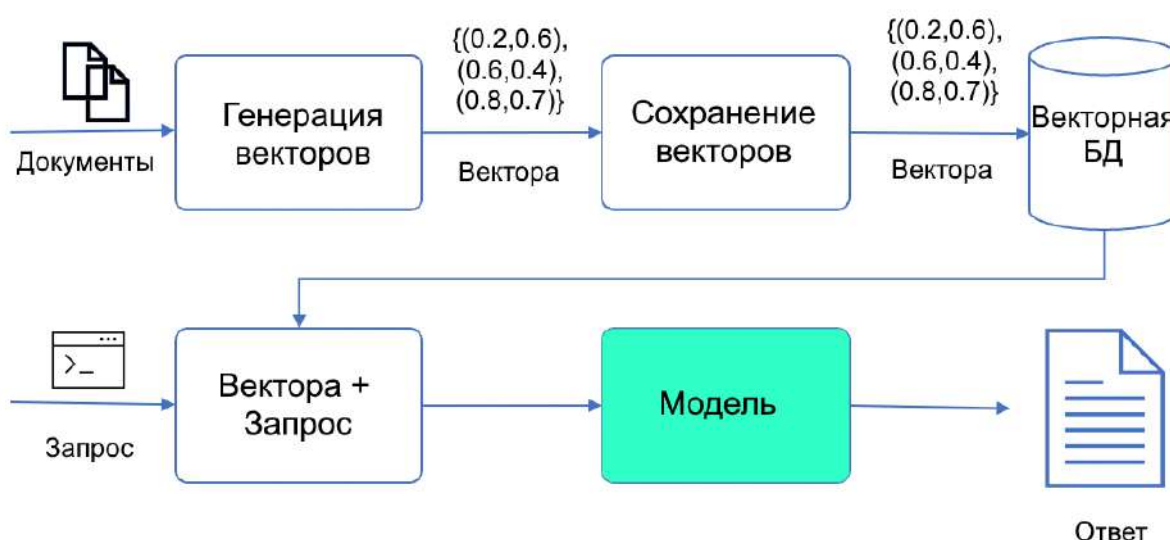 Документы
Генерация
векторов
{(0.2,0.6),
(0.6,0.4),
(0.8,0.7)}
Вектора
Сохранение
векторов
{(0.2,0.6),
(0.6,0.4),
(0.8,0.7)}
Вектора
Векторная
БД
>_
Запрос
Вектора +
Запрос
Модель
Ответ